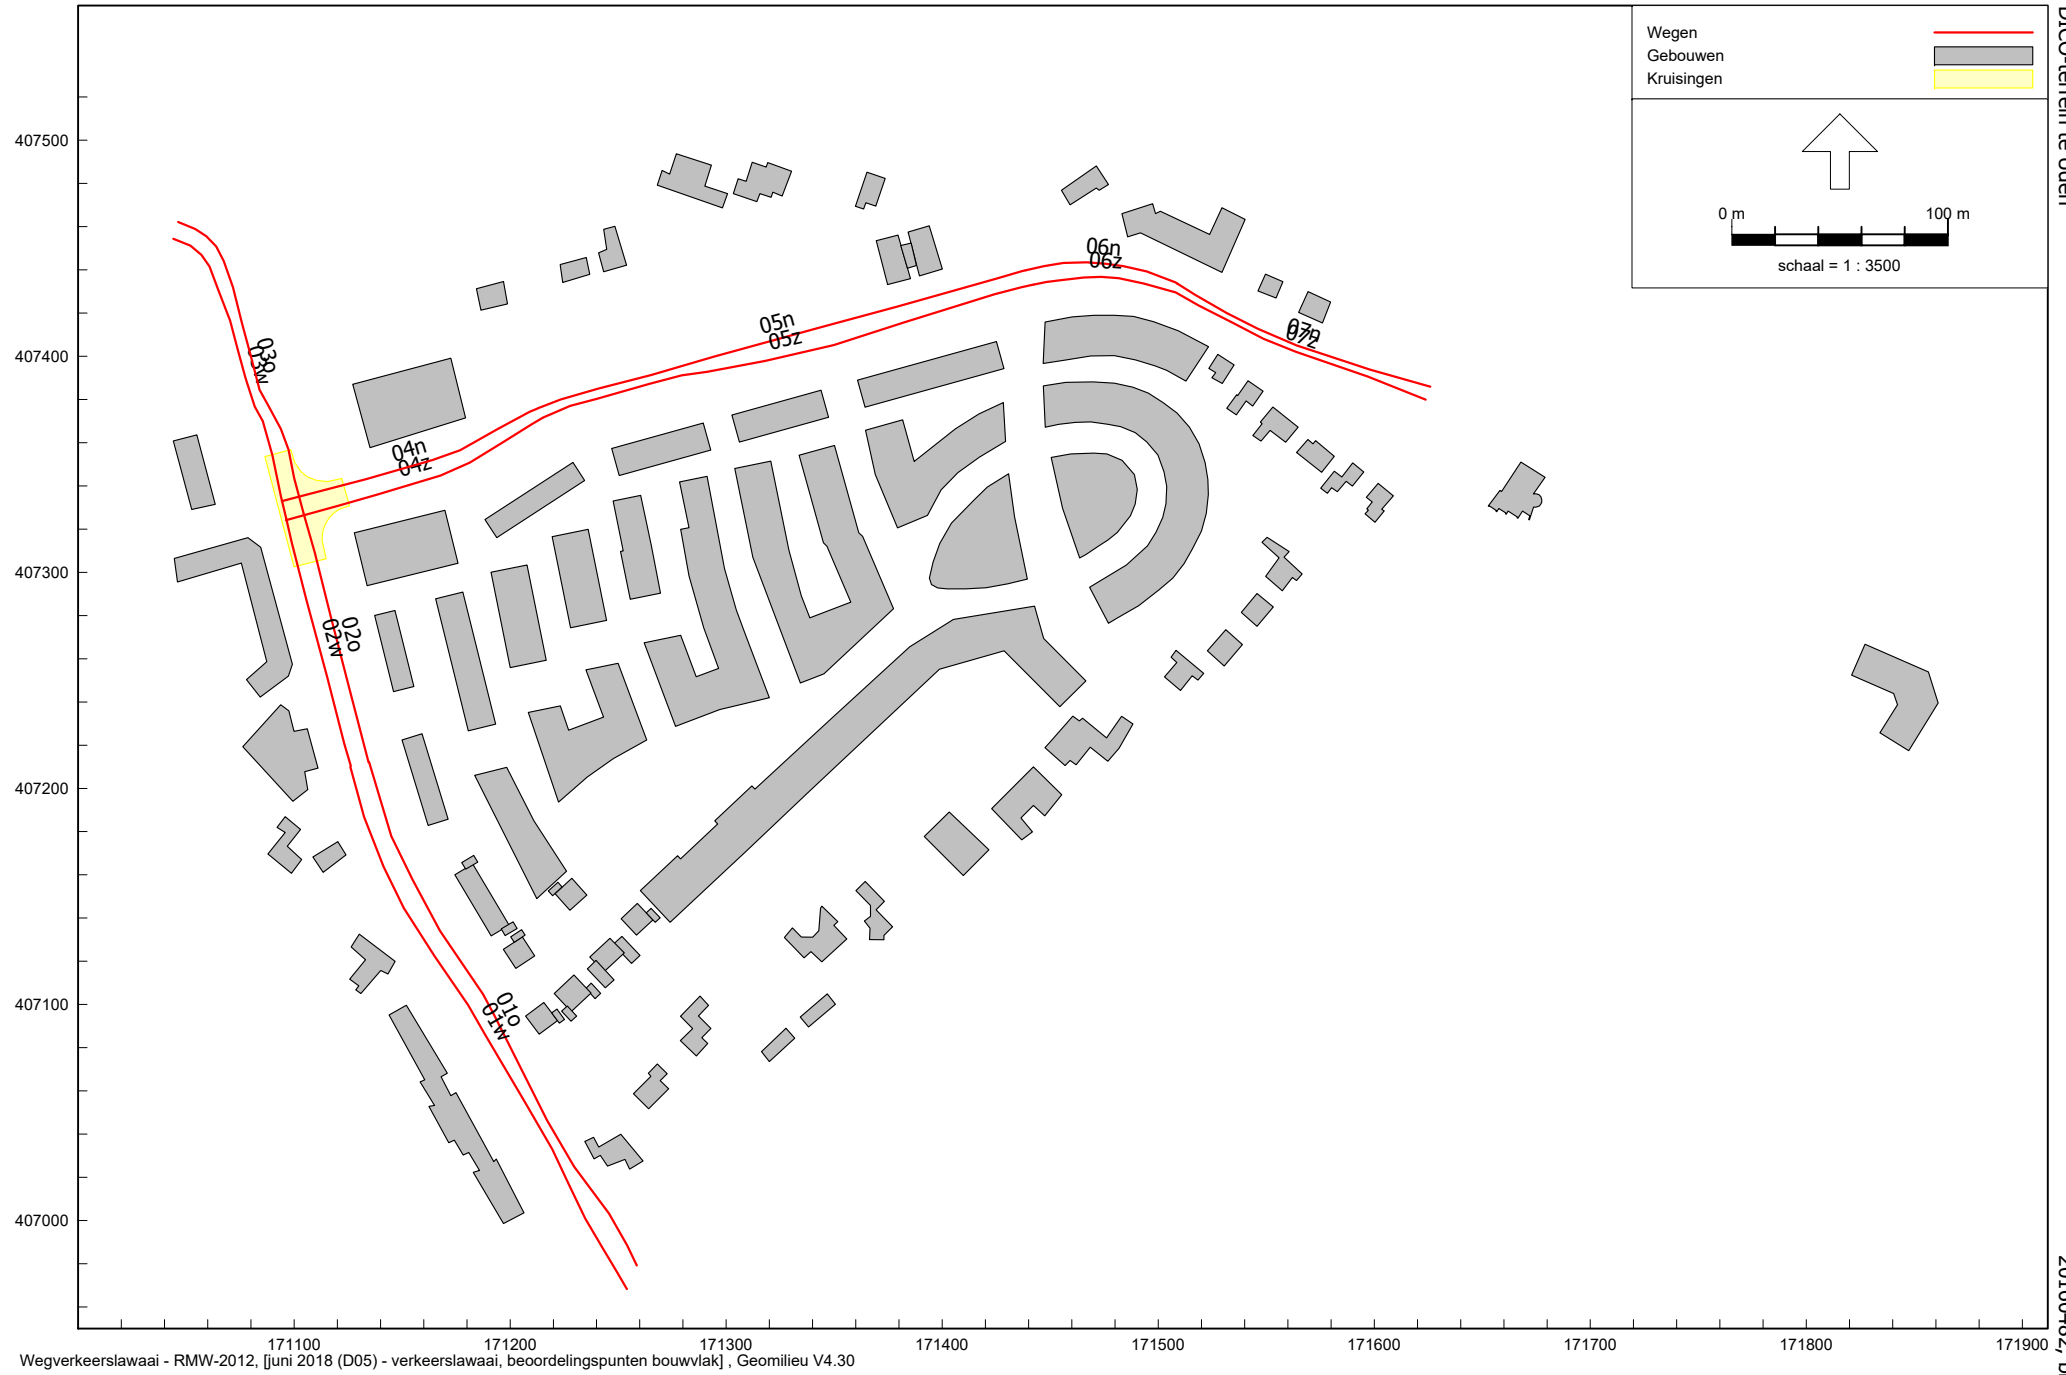 Wegen
Gebouwen
Kruisingen
0 m 100 m
schaal = 1 : 3500
407500
407400
407300
407200
407100
407000
06n
06z
05n
05z
07n
07z
03o
03w
04n
04z
02o
02w
01o
01w
171100 171200 171300 171400 171500 171600 171700 171800 171900
Wegverkeerslawaai - RMW-2012, [juni 2018 (D05) - verkeerslawaai, beoordelingspunten bouwvlak] , Geomilieu V4.30